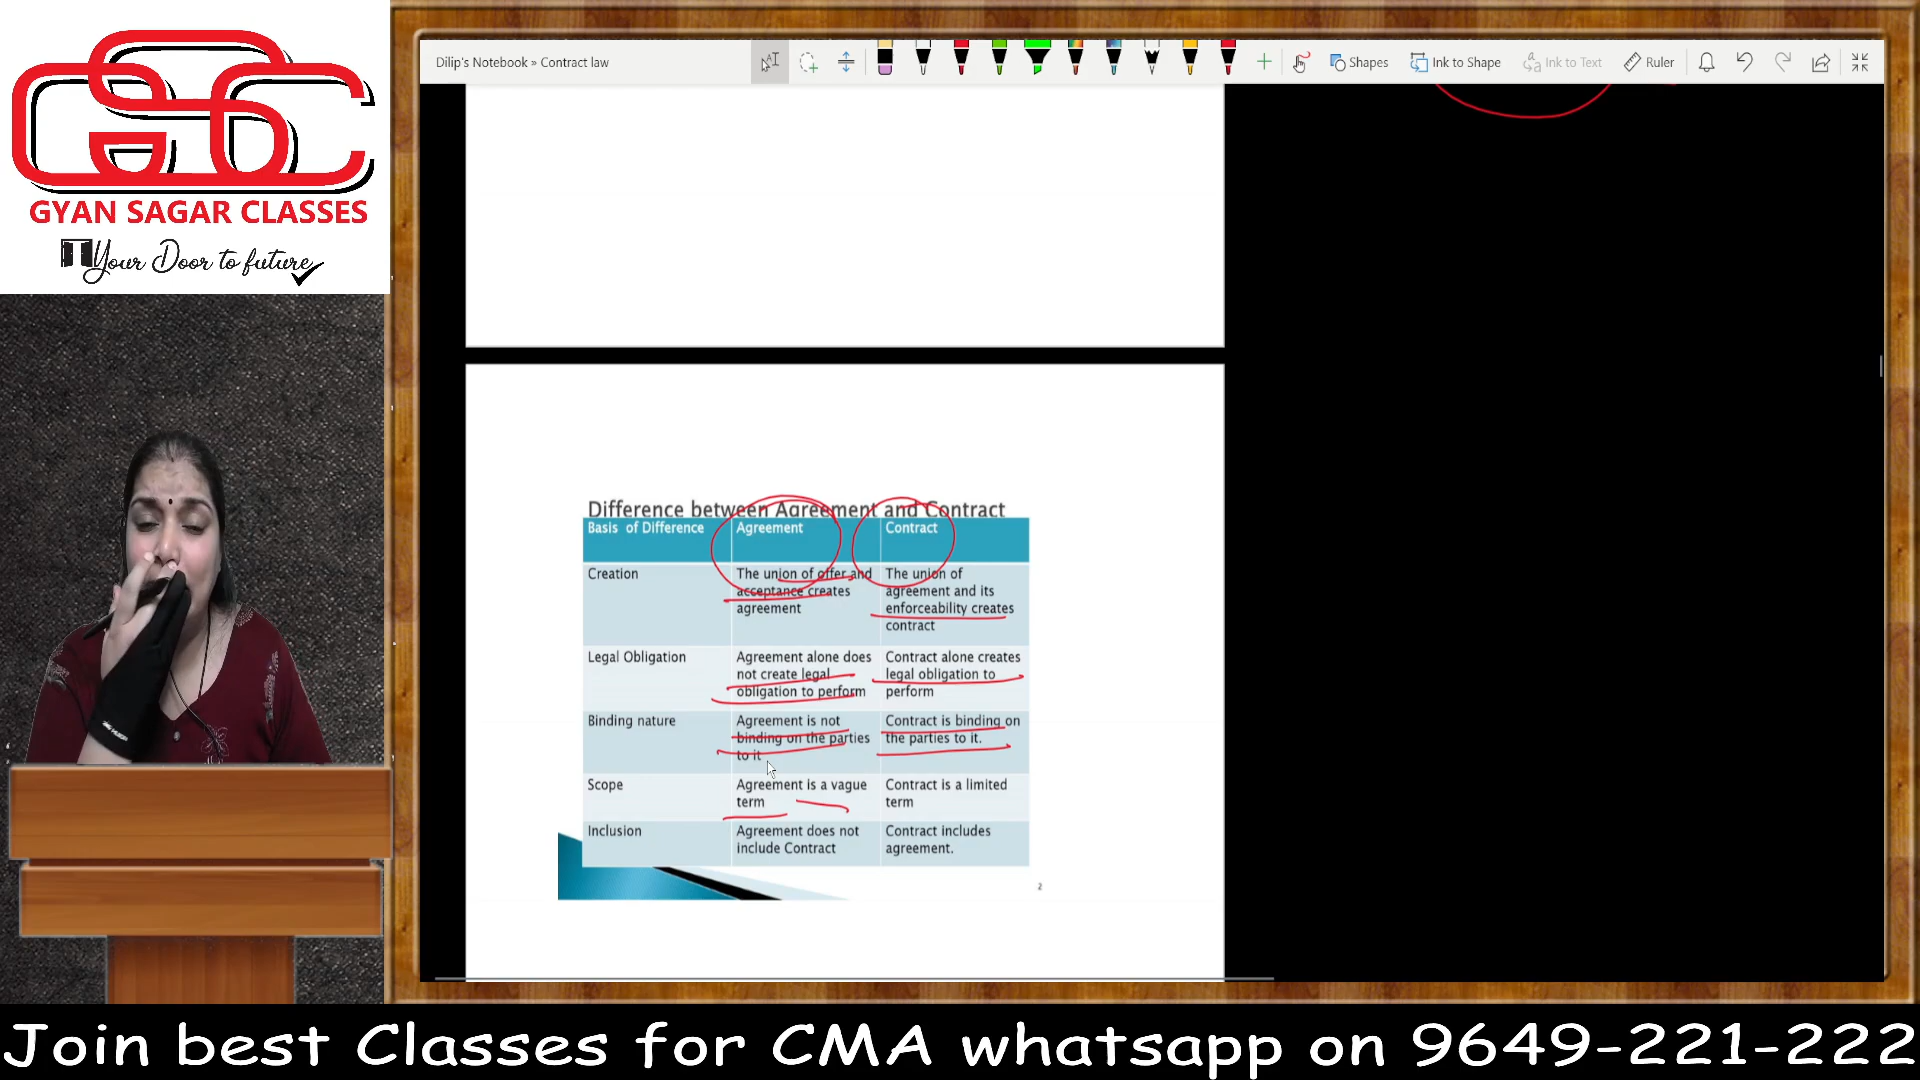 GSC
GYAN SAGAR CLASSES
Your Door to future
Dilip's Notebook » Contract law
Shapes
Ink to Shape
Ink to Text
Ruler
Difference between Agreement and Contract
Basis of Difference
Agreement
Contract
Creation
The union of offer and
acceptance creates
agreement
The union of
agreement and its
enforceability creates
contract
Legal Obligation
Agreement alone does
not create legal
obligation to perform
Contract alone creates
legal obligation to
perform
Binding nature
Agreement is not
binding on the parties
to it
Contract is binding on
the parties to it.
Scope
Agreement is a vague
term
Contract is a limited
term
Inclusion
Agreement does not
include Contract
Contract includes
agreement.
2
Join best Classes for CMA whatsapp on 9649-221-222